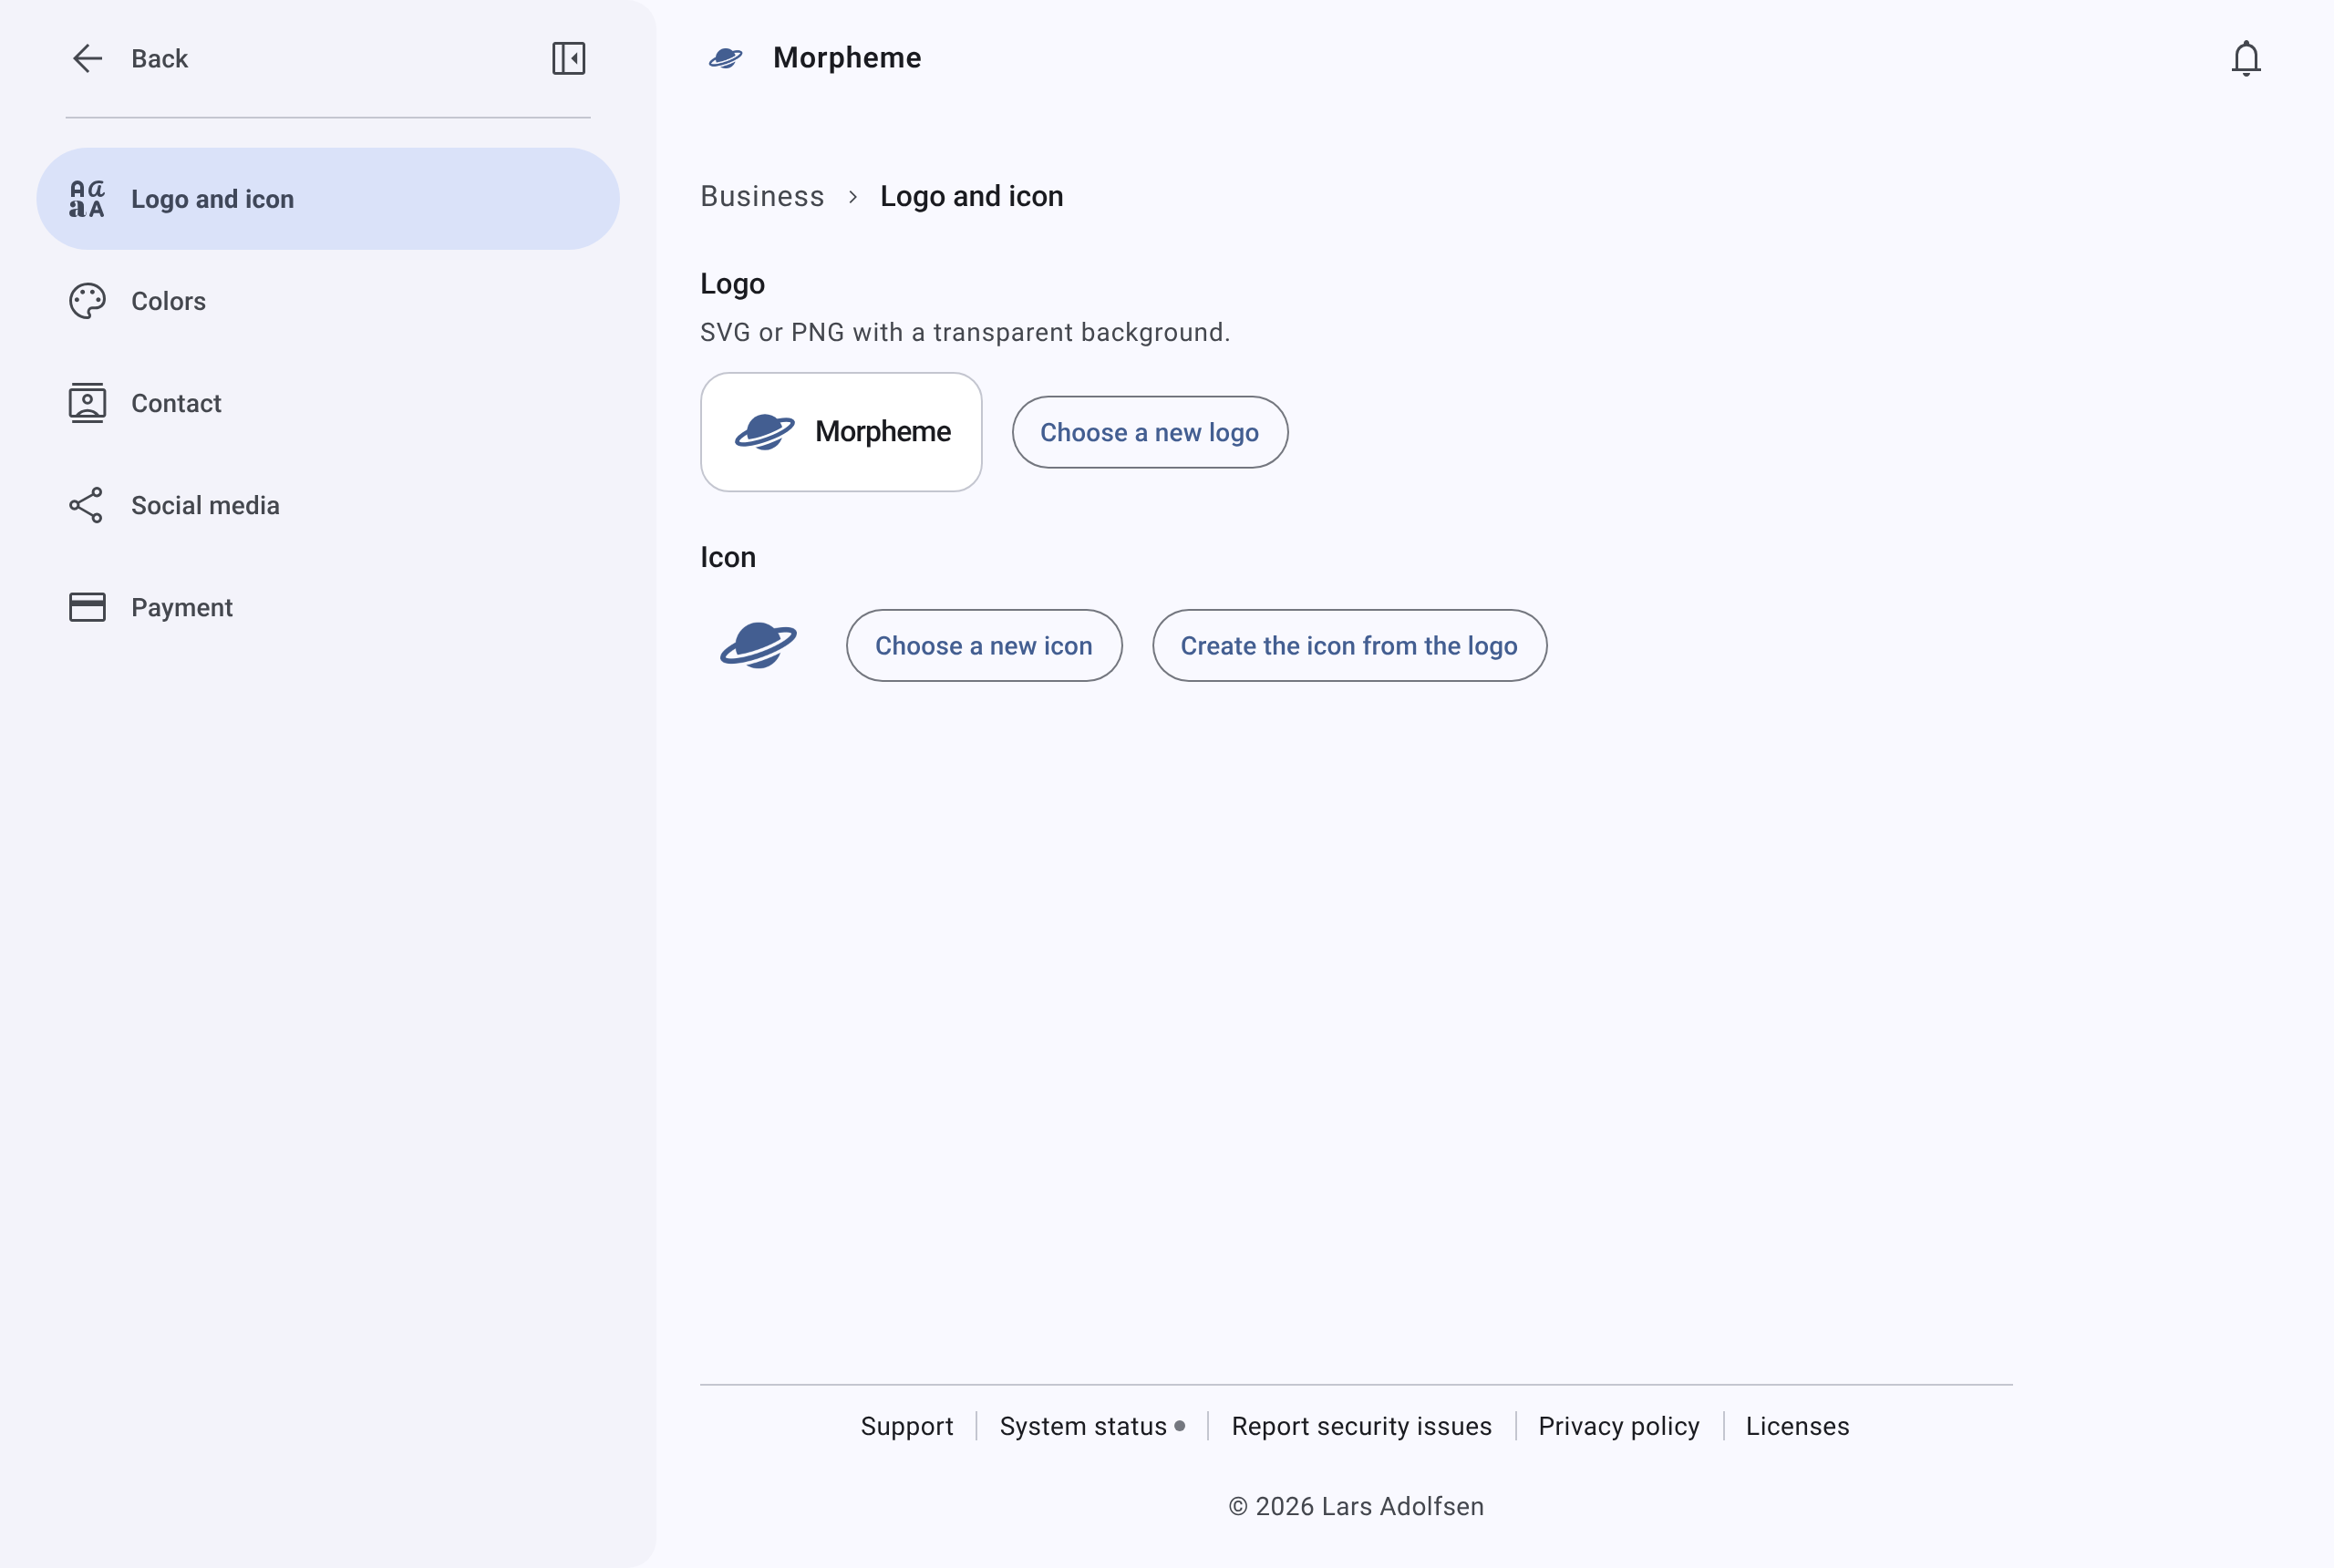 Back
Logo and icon
Colors
Contact
Social media
Payment
Morpheme
Business > Logo and icon
Logo
SVG or PNG with a transparent background.
Morpheme
Choose a new logo
Icon
Choose a new icon
Create the icon from the logo
Support
System status
Report security issues
Privacy policy
Licenses
© 2026 Lars Adolfsen